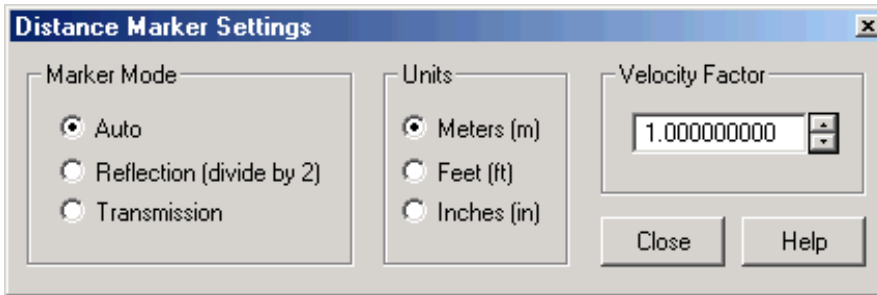 Distance Marker Settings
Marker Mode
Auto
Reflection (divide by 2)
Transmission
Units
Meters (m)
Feet (ft)
Inches (in)
Velocity Factor
1.000000000
Close
Help